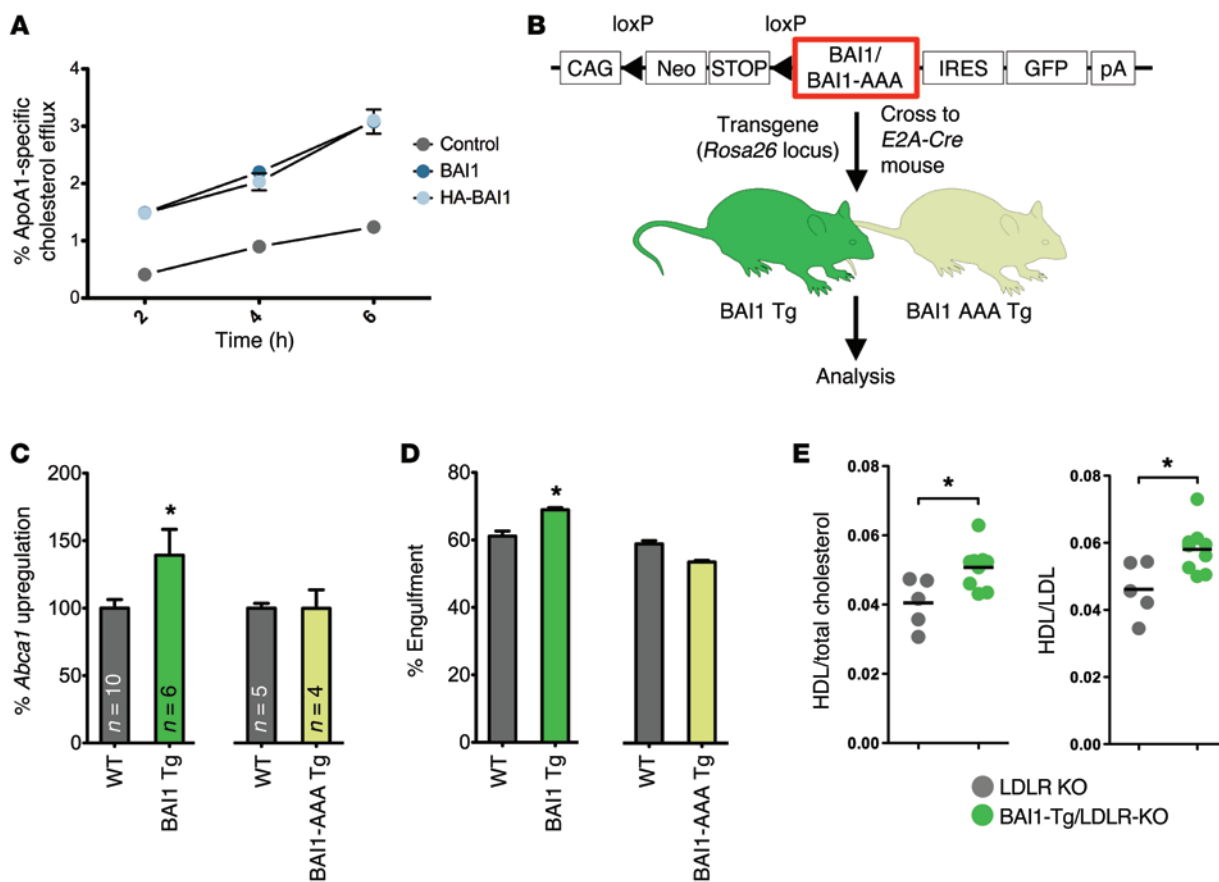 A
% ApoA1-specific
cholesterol efflux
4
3
2
1
0
2
4
6
Time (h)
Control
BAI1
HA-BAI1
B
loxP
loxP
CAG
Neo
STOP
BAI1/
BAI1-AAA
IRES
GFP
pA
Transgene
(Rosa26 locus)
Cross to
E2A-Cre
mouse
BAI1 Tg
BAI1 AAA Tg
Analysis
C
% Abca1 upregulation
200
150
100
50
0
*
n = 10
n = 6
n = 5
n = 4
WT
BAI1 Tg
WT
BAI1-AAA Tg
D
% Engulfment
80
60
40
20
0
*
WT
BAI1 Tg
WT
BAI1-AAA Tg
E
HDL/total cholesterol
0.08
0.06
0.04
0.02
0.00
*
HDL/LDL
0.08
0.06
0.04
0.02
0.00
*
LDLR KO
BAI1-Tg/LDLR-KO